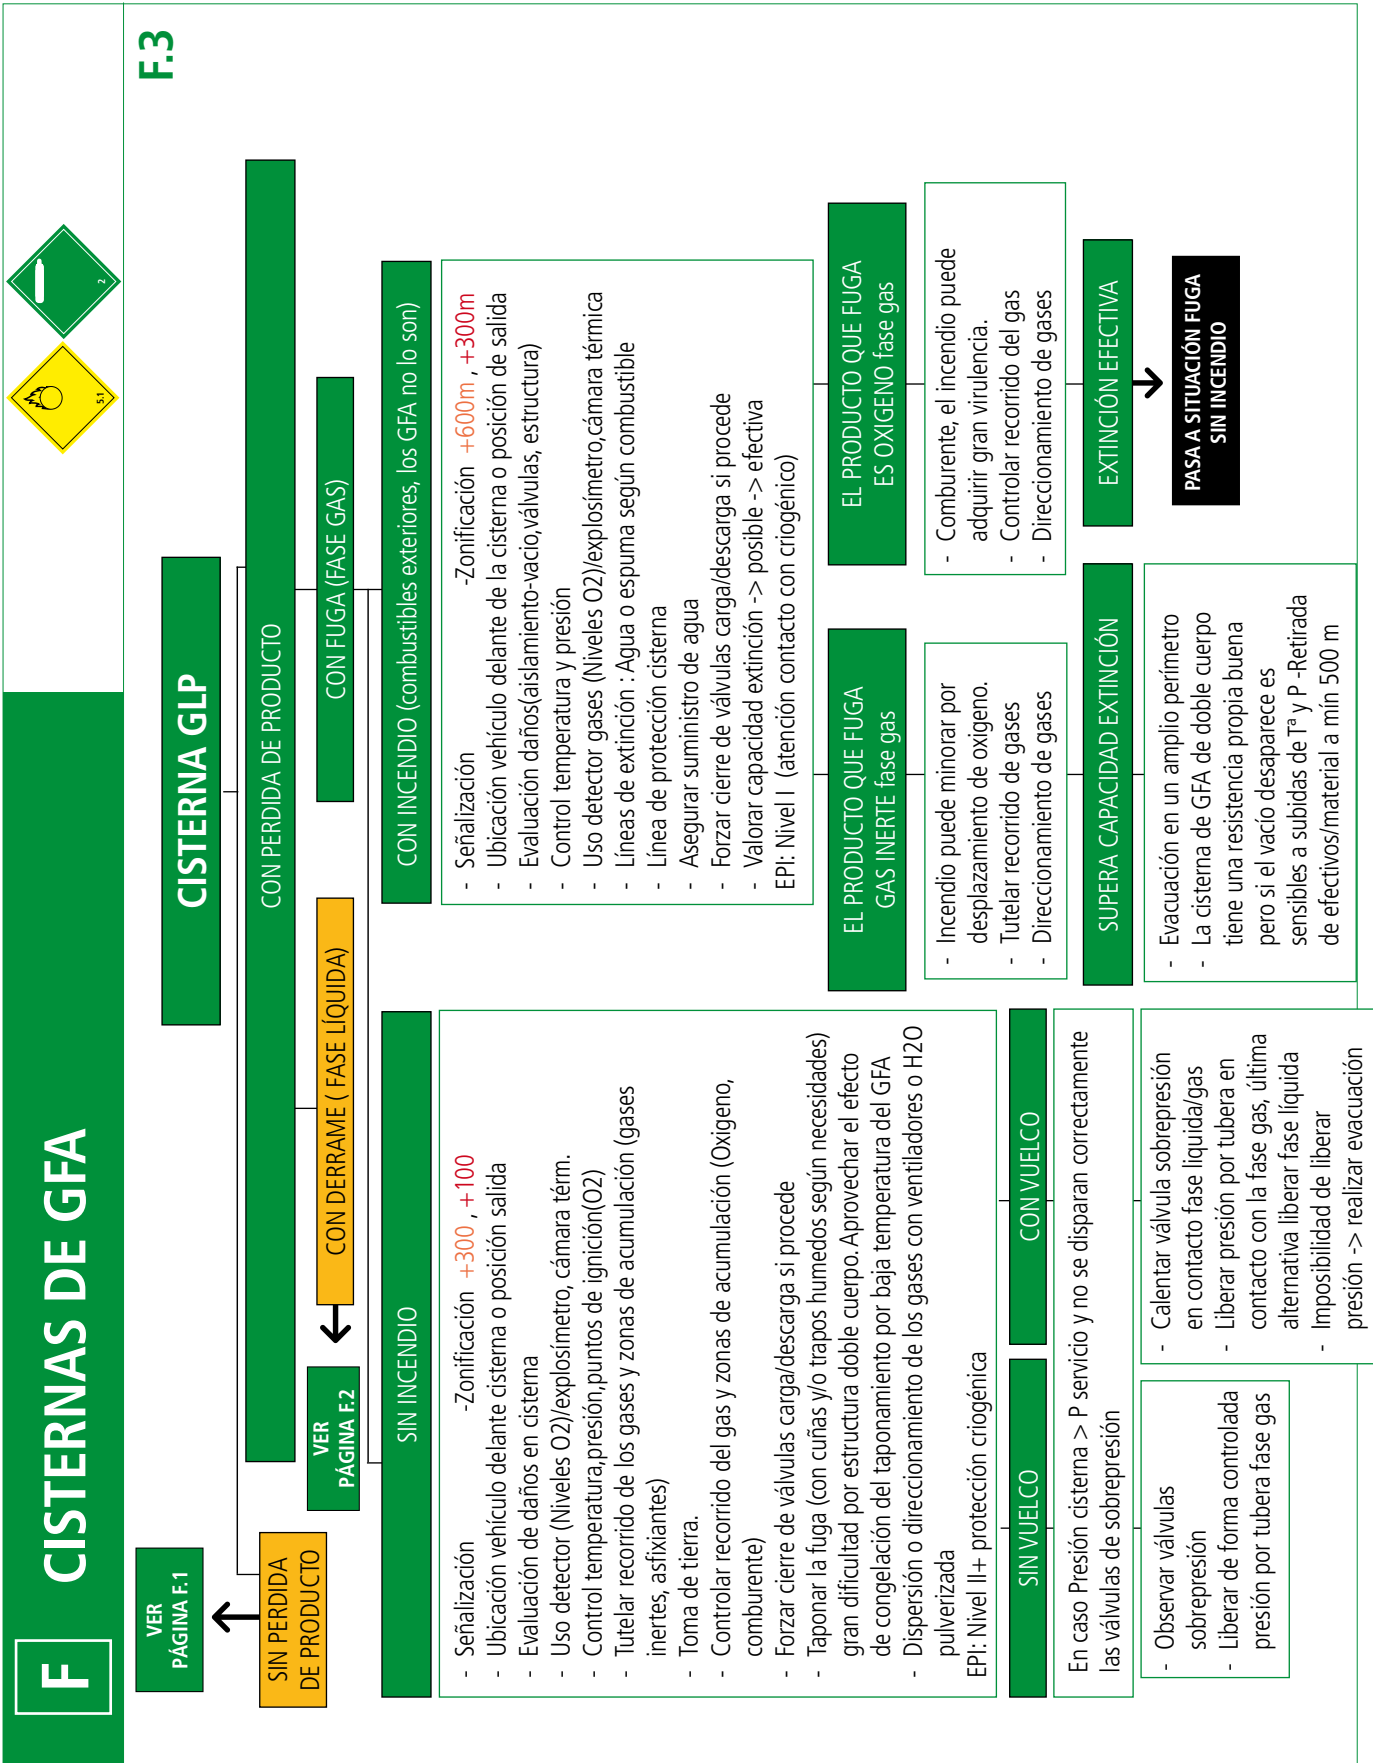 F
CISTERNAS DE GFA
5.1
2
F.3
VER
PÁGINA F.1
CISTERNA GLP
SIN PERDIDA
DE PRODUCTO
CON PERDIDA DE PRODUCTO
VER
PÁGINA F.2
CON DERRAME ( FASE LÍQUIDA)
CON FUGA (FASE GAS)
SIN INCENDIO
- Señalización -Zonificación +300 , +100
- Ubicación vehículo delante cisterna o posición salida
- Evaluación de daños en cisterna
- Uso detector (Niveles O2)/explosímetro, cámara térm.
- Control temperatura,presión,puntos de ignición(O2)
- Tutelar recorrido de los gases y zonas de acumulación (gases
inertes, asfixiantes)
- Toma de tierra.
- Controlar recorrido del gas y zonas de acumulación (Oxigeno,
comburente)
- Forzar cierre de válvulas carga/descarga si procede
- Taponar la fuga (con cuñas y/o trapos humedos según necesidades)
gran dificultad por estructura doble cuerpo. Aprovechar el efecto
de congelación del taponamiento por baja temperatura del GFA
- Dispersión o direccionamiento de los gases con ventiladores o H2O
pulverizada
EPI: Nivel II+ protección criogénica
SIN VUELCO
CON VUELCO
En caso Presión cisterna > P servicio y no se disparan correctamente
las válvulas de sobrepresión
- Observar válvulas
sobrepresión
- Liberar de forma controlada
presión por tubera fase gas
- Calentar válvula sobrepresión
en contacto fase liquida/gas
- Liberar presión por tubera en
contacto con la fase gas, última
alternativa liberar fase líquida
- Imposibilidad de liberar
presión -> realizar evacuación
CON INCENDIO (combustibles exteriores, los GFA no lo son)
- Señalización -Zonificación +600m , +300m
- Ubicación vehículo delante de la cisterna o posición de salida
- Evaluación daños(aislamiento-vacio,válvulas, estructura)
- Control temperatura y presión
- Uso detector gases (Niveles O2)/explosímetro,cámara térmica
- Líneas de extinción : Agua o espuma según combustible
- Línea de protección cisterna
- Asegurar suministro de agua
- Forzar cierre de válvulas carga/descarga si procede
- Valorar capacidad extinción -> posible -> efectiva
EPI: Nivel I (atención contacto con criogénico)
EL PRODUCTO QUE FUGA
GAS INERTE fase gas
- Incendio puede minorar por
desplazamiento de oxigeno.
- Tutelar recorrido de gases
- Direccionamiento de gases
EL PRODUCTO QUE FUGA
ES OXIGENO fase gas
- Comburente, el incendio puede
adquirir gran virulencia.
- Controlar recorrido del gas
- Direccionamiento de gases
SUPERA CAPACIDAD EXTINCIÓN
- Evacuación en un amplio perímetro
- La cisterna de GFA de doble cuerpo
tiene una resistencia propia buena
pero si el vacío desaparece es
sensibles a subidas de Tª y P -Retirada
de efectivos/material a mín 500 m
EXTINCIÓN EFECTIVA
PASA A SITUACIÓN FUGA
SIN INCENDIO